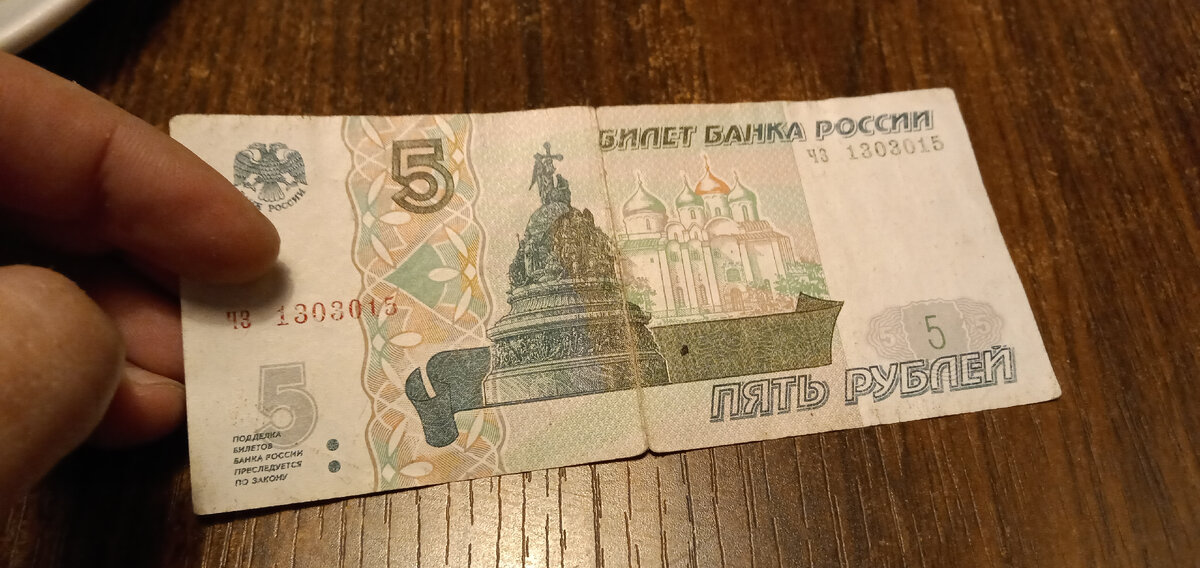 БИЛЕТ БАНКА РОССИИ
ЧЗ 1303015
5
РОССИИ
ЧЗ 1303015
5
ПОДДЕЛКА
БИЛЕТОВ
БАНКА РОССИИ
ПРЕСЛЕДУЕТСЯ
ПО ЗАКОНУ
5
ПЯТЬ РУБЛЕЙ